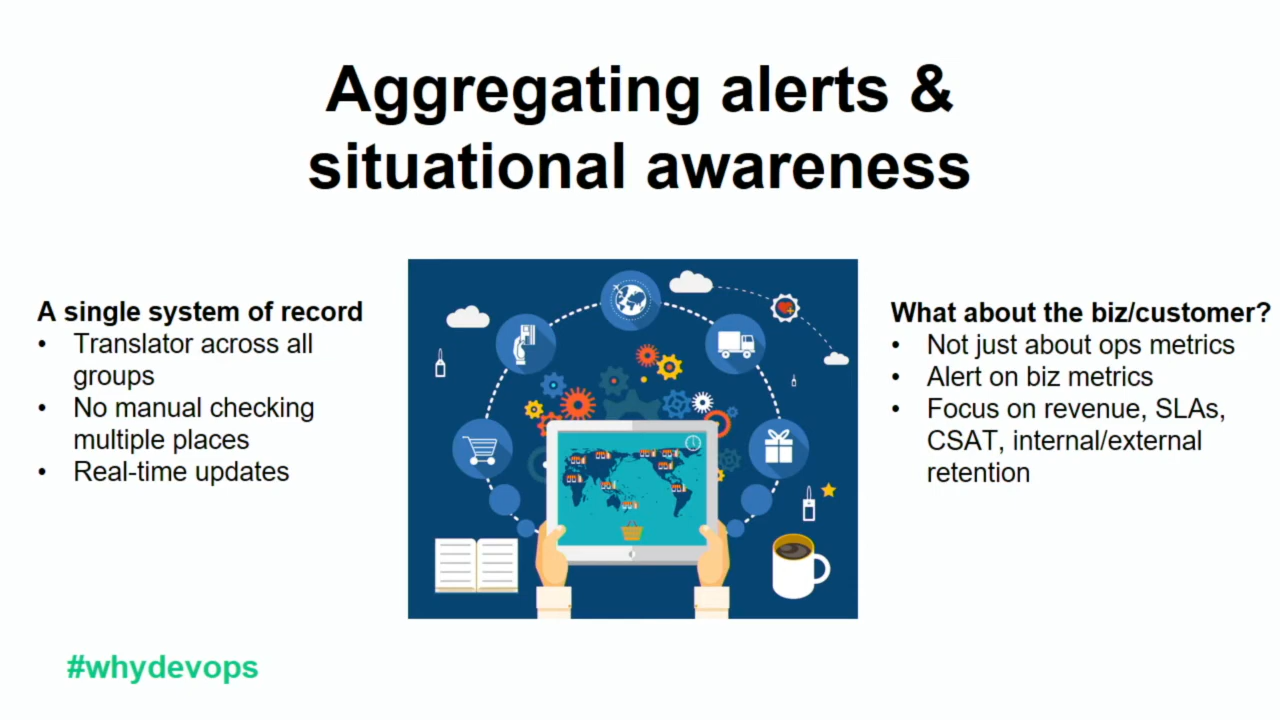 Aggregating alerts &
situational awareness
A single system of record
• Translator across all
groups
• No manual checking
multiple places
• Real-time updates
What about the biz/customer?
• Not just about ops metrics
• Alert on biz metrics
• Focus on revenue, SLAs,
CSAT, internal/external
retention
#whydevops